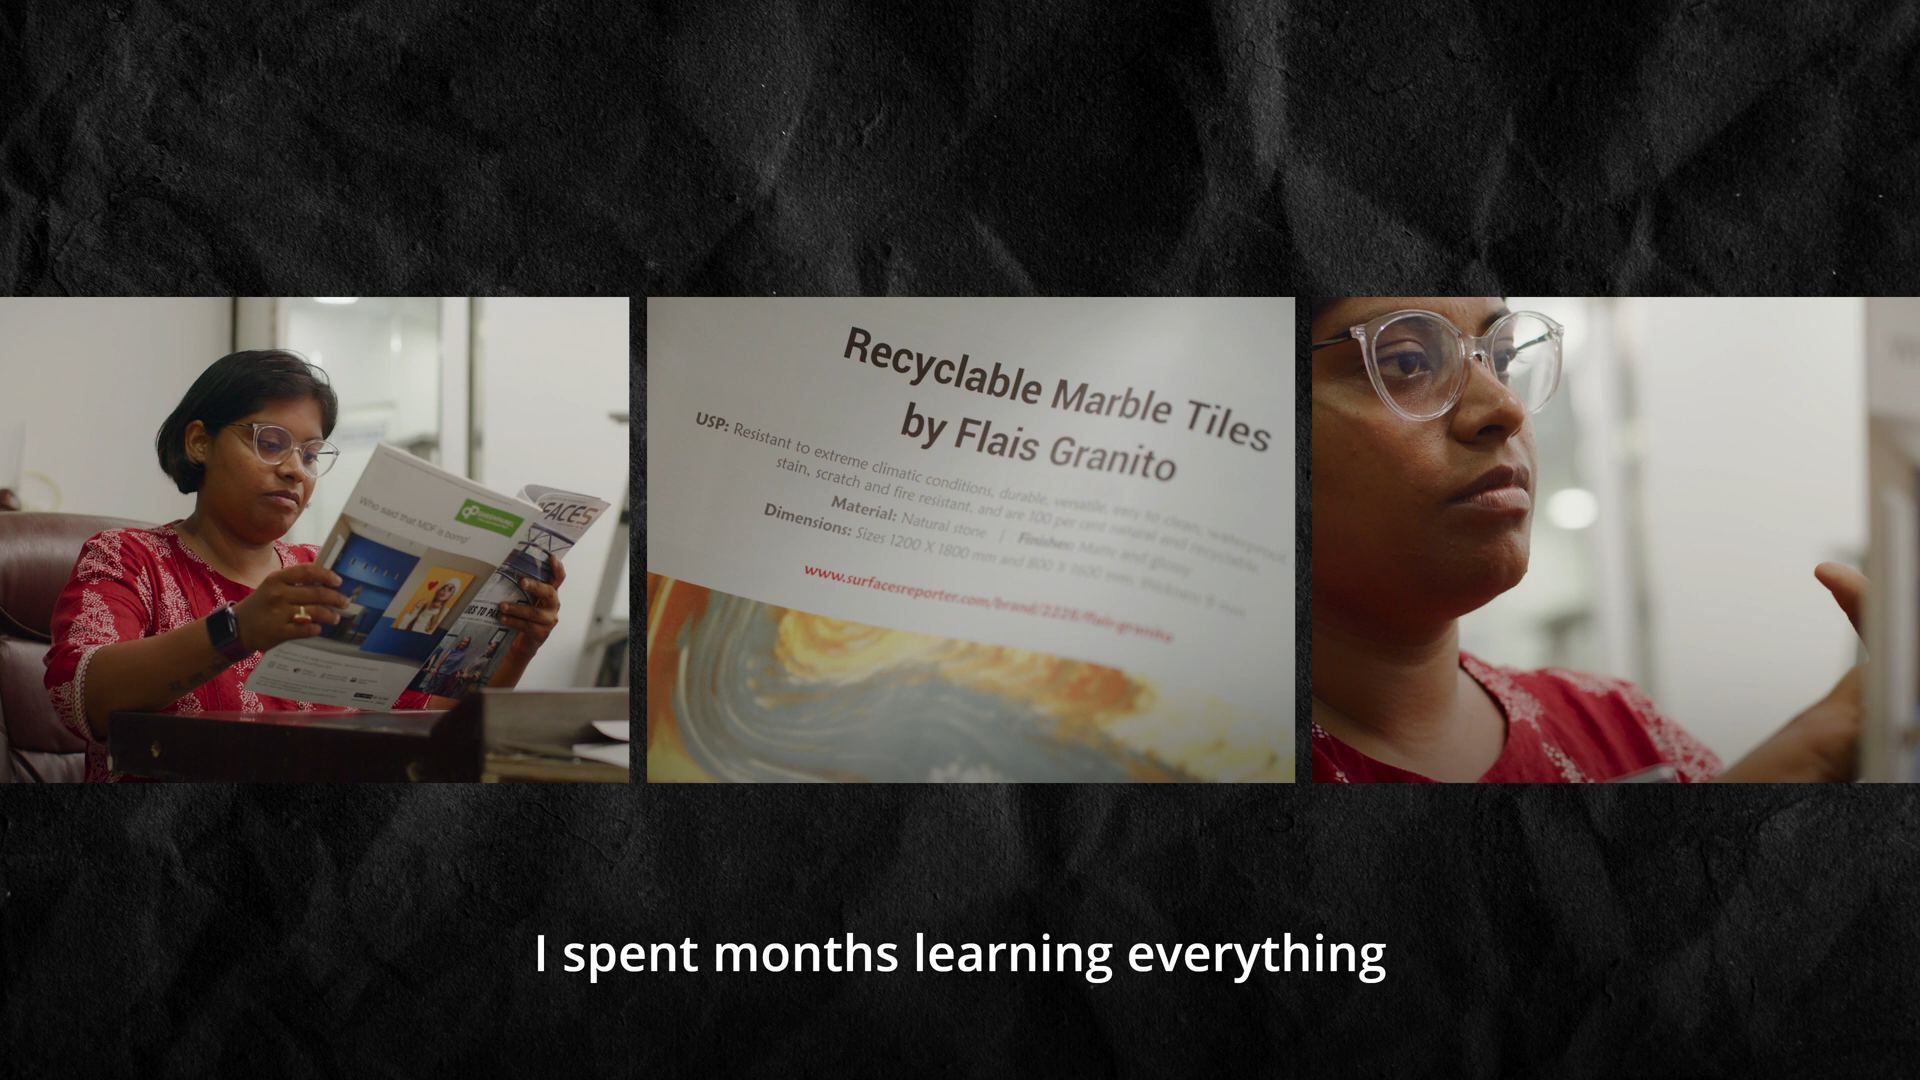 Who said that MDF is boring?
FACES
Recyclable Marble Tiles
by Flais Granito
USP: Resistant to extreme climatic conditions, durable, versatile, easy to clean, waterproof,
stain, scratch and fire resistant, and are 100 per cent natural and recyclable.
Material: Natural stone | Finishes: Matty and glossy
Dimensions: Sizes 1200 X 1800 mm and 800 X 1600 mm; thickness 9 mm
www.surfacesreporter.com/brand/2228/flais-granito
I spent months learning everything